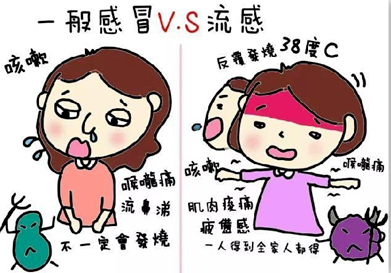 一般感冒V.S流感
咳嗽
喉嚨痛
流鼻涕
不一定會發燒
反覆發燒38度C
咳嗽
喉嚨痛
肌肉痠痛
疲憊感
一人得到全家人都得